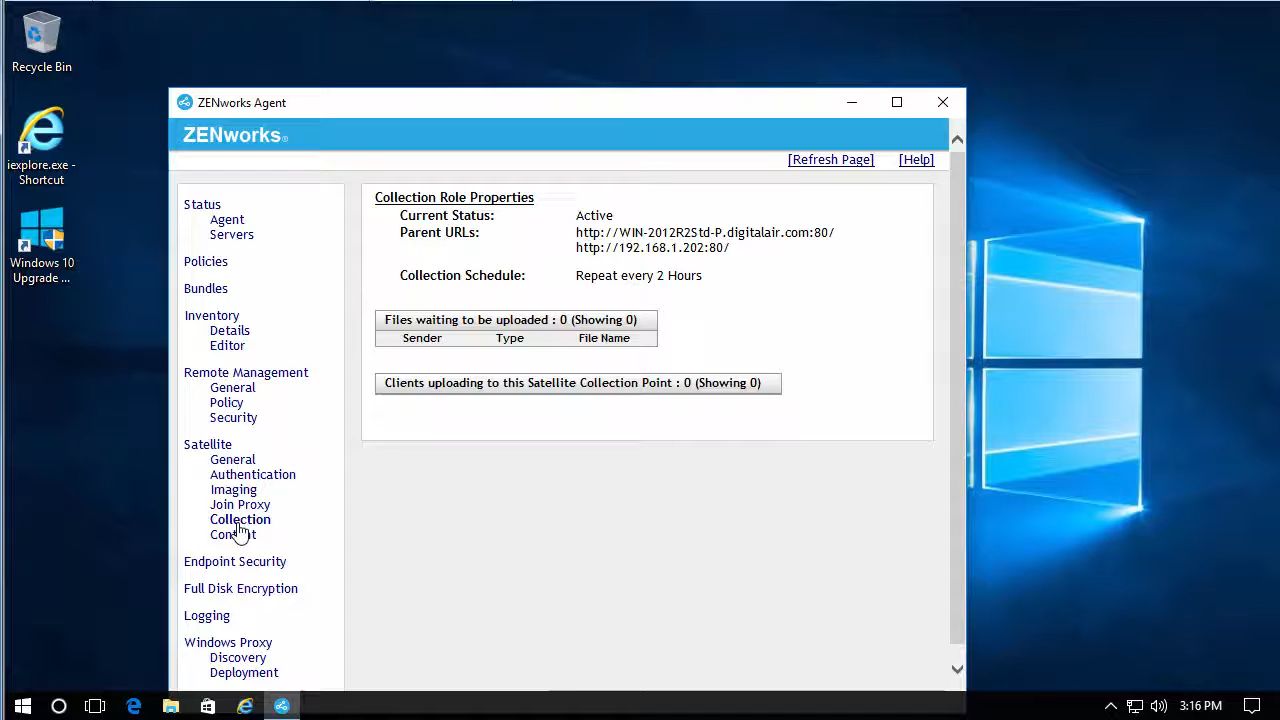 Recycle Bin
iexplore.exe -
Shortcut
Windows 10
Upgrade ...
ZENworks Agent
ZENworks®
[Refresh Page]
[Help]
Status
Agent
Servers
Policies
Bundles
Inventory
Details
Editor
Remote Management
General
Policy
Security
Satellite
General
Authentication
Imaging
Join Proxy
Collection
Endpoint Security
Full Disk Encryption
Logging
Windows Proxy
Discovery
Deployment
Collection Role Properties
Current Status: Active
Parent URLs: http://WIN-2012R2Std-P.digitalair.com:80/
http://192.168.1.202:80/
Collection Schedule: Repeat every 2 Hours
Files waiting to be uploaded : 0 (Showing 0)
Sender Type File Name
Clients uploading to this Satellite Collection Point : 0 (Showing 0)
3:16 PM